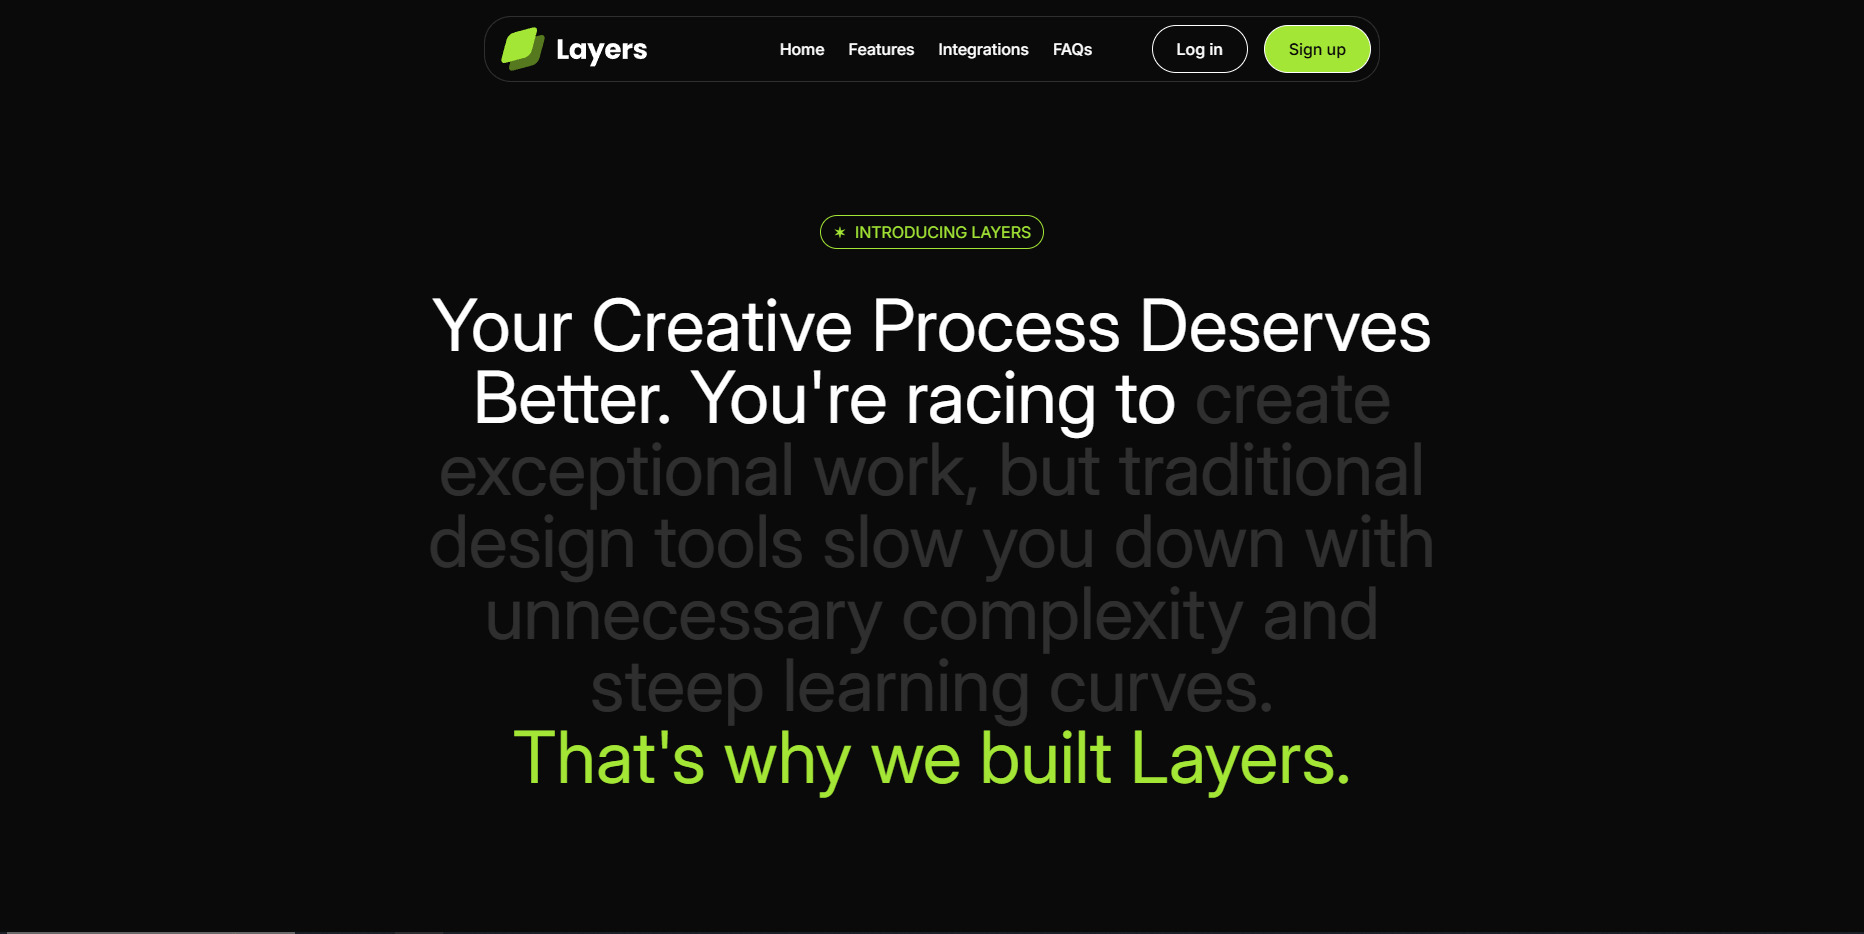 Layers
Home Features Integrations FAQs Log in Sign up
INTRODUCING LAYERS
Your Creative Process Deserves
Better. You're racing to create
exceptional work, but traditional
design tools slow you down with
unnecessary complexity and
steep learning curves.
That's why we built Layers.